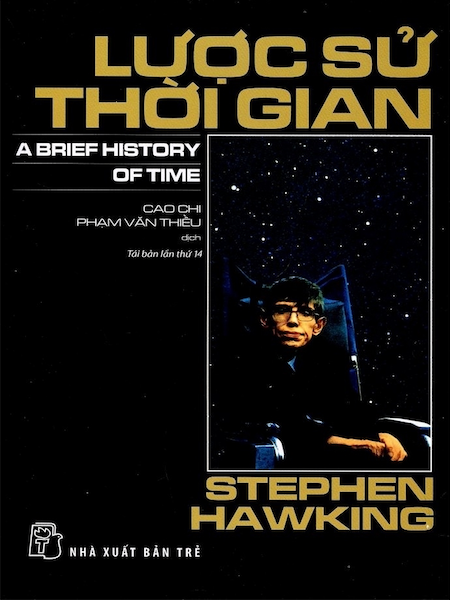 LƯỢC SỬ
THỜI GIAN
A BRIEF HISTORY
OF TIME
CAO CHI
PHẠM VĂN THIỀU
dịch
Tái bản lần thứ 14
STEPHEN
HAWKING
NHÀ XUẤT BẢN TRẺ